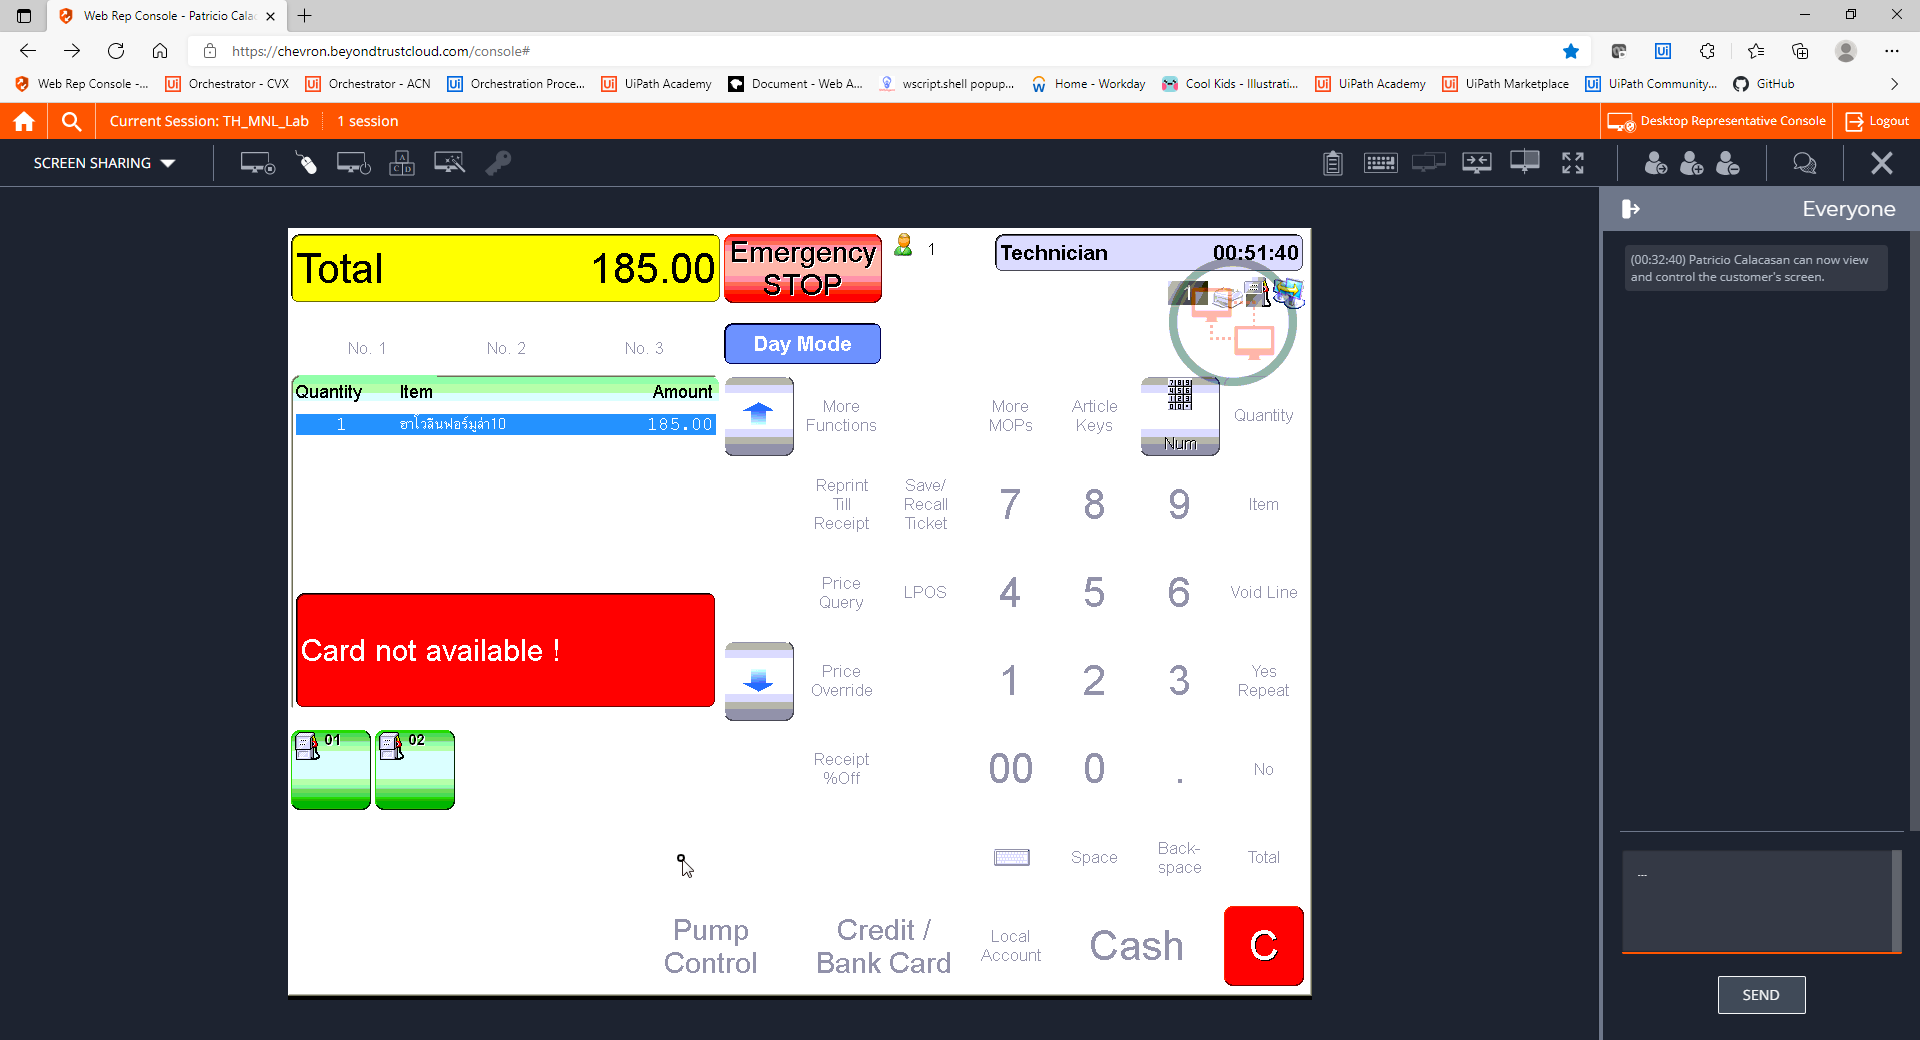 Web Rep Console - Patricio Cala
https://chevron.beyondtrustcloud.com/console#
Web Rep Console -...
Orchestrator - CVX
Orchestrator - ACN
Orchestration Proce...
UiPath Academy
Document - Web A...
wscript.shell popup...
Home - Workday
Cool Kids - Illustrati...
UiPath Academy
UiPath Marketplace
UiPath Community...
GitHub
Current Session: TH_MNL_Lab
1 session
Desktop Representative Console
Logout
SCREEN SHARING
Everyone
(00:32:40) Patricio Calacasan can now view
and control the customer's screen.
Total 185.00
Emergency
STOP
1
Technician 00:51:40
1
No. 1 No. 2 No. 3
Day Mode
Quantity Item Amount
1 ฮาโวลีนฟอร์มูล่า10 185.00
More
Functions
More
MOPs
Article
Keys
Num
Quantity
Reprint
Till
Receipt
Save/
Recall
Ticket
7 8 9
Item
Price
Query
LPOS
4 5 6
Void Line
Card not available !
Price
Override
1 2 3
Yes
Repeat
01 02
Receipt
%Off
00 0 .
No
Space
Back-
space
Total
Pump
Control
Credit /
Bank Card
Local
Account
Cash
C
...
SEND